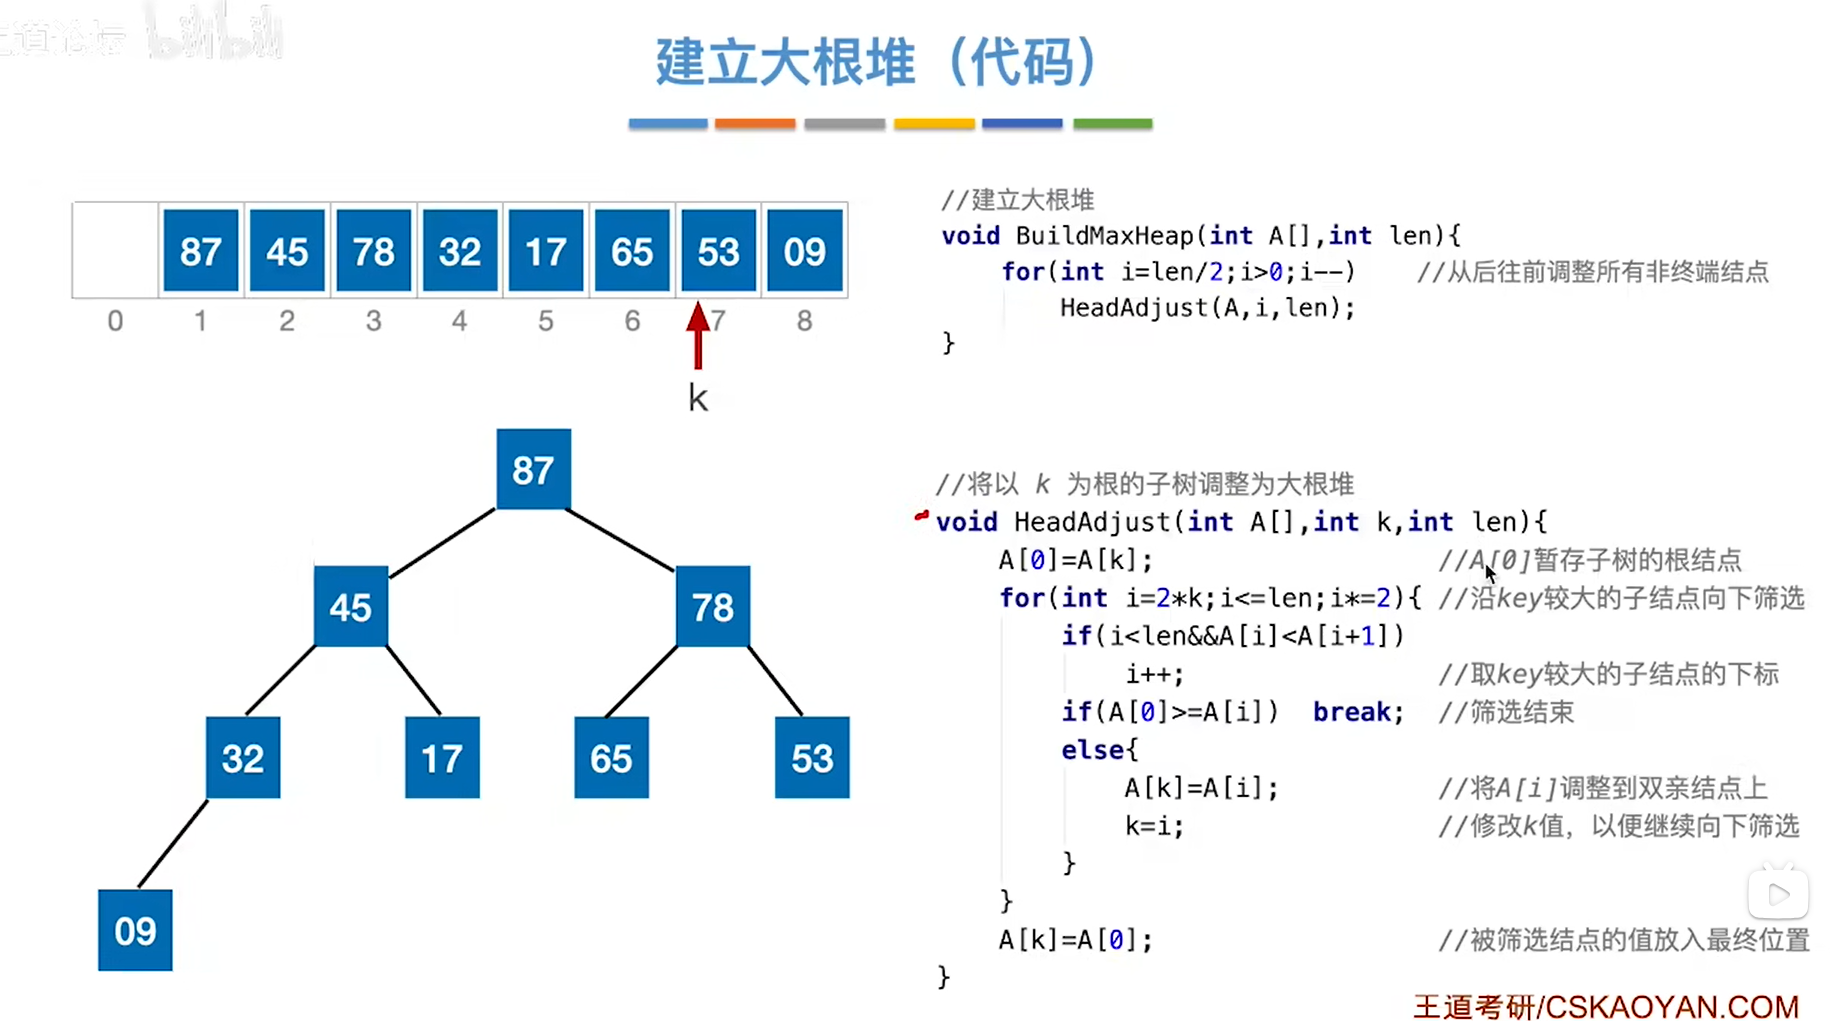 王道论坛 bilibili
建立大根堆（代码）
87 45 78 32 17 65 53 09
0 1 2 3 4 5 6 7 8
k
87
45 78
32 17 65 53
09
//建立大根堆
void BuildMaxHeap(int A[],int len){
for(int i=len/2;i>0;i--) //从后往前调整所有非终端结点
HeadAdjust(A,i,len);
}
//将以 k 为根的子树调整为大根堆
void HeadAdjust(int A[],int k,int len){
A[0]=A[k]; //A[0]暂存子树的根结点
for(int i=2*k;i<=len;i*=2){ //沿key较大的子结点向下筛选
if(i<len&&A[i]<A[i+1])
i++; //取key较大的子结点的下标
if(A[0]>=A[i]) break; //筛选结束
else{
A[k]=A[i]; //将A[i]调整到双亲结点上
k=i; //修改k值，以便继续向下筛选
}
}
A[k]=A[0]; //被筛选结点的值放入最终位置
}
王道考研/CSKAOYAN.COM